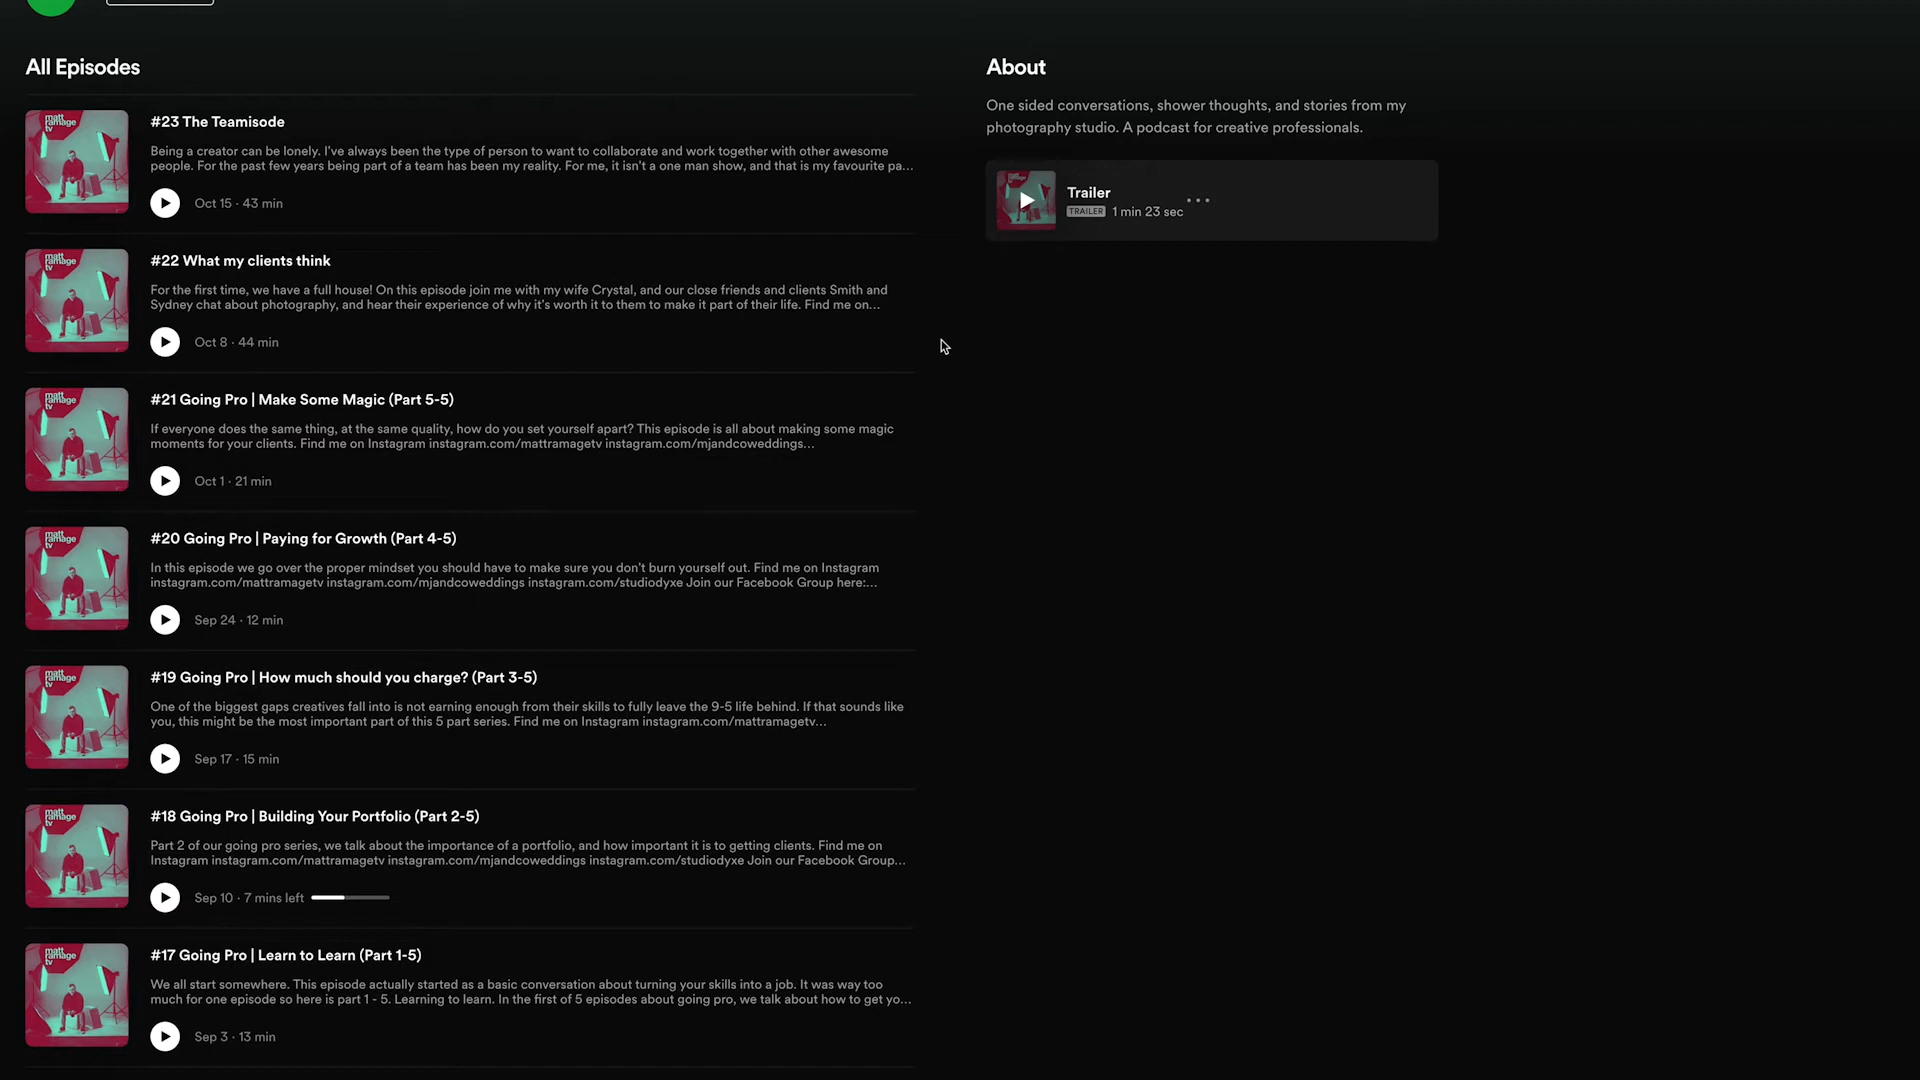 All Episodes
matt
ramage
tv
#23 The Teamisode
Being a creator can be lonely. I've always been the type of person to want to collaborate and work together with other awesome
people. For the past few years being part of a team has been my reality. For me, it isn't a one man show, and that is my favourite pa...
Oct 15 · 43 min
matt
ramage
tv
#22 What my clients think
For the first time, we have a full house! On this episode join me with my wife Crystal, and our close friends and clients Smith and
Sydney chat about photography, and hear their experience of why it's worth it to them to make it part of their life. Find me on...
Oct 8 · 44 min
matt
ramage
tv
#21 Going Pro | Make Some Magic (Part 5-5)
If everyone does the same thing, at the same quality, how do you set yourself apart? This episode is all about making some magic
moments for your clients. Find me on Instagram instagram.com/mattramagetv instagram.com/mjandcoweddings...
Oct 1 · 21 min
matt
ramage
tv
#20 Going Pro | Paying for Growth (Part 4-5)
In this episode we go over the proper mindset you should have to make sure you don't burn yourself out. Find me on Instagram
instagram.com/mattramagetv instagram.com/mjandcoweddings instagram.com/studiodyxe Join our Facebook Group here:...
Sep 24 · 12 min
matt
ramage
tv
#19 Going Pro | How much should you charge? (Part 3-5)
One of the biggest gaps creatives fall into is not earning enough from their skills to fully leave the 9-5 life behind. If that sounds like
you, this might be the most important part of this 5 part series. Find me on Instagram instagram.com/mattramagetv...
Sep 17 · 15 min
matt
ramage
tv
#18 Going Pro | Building Your Portfolio (Part 2-5)
Part 2 of our going pro series, we talk about the importance of a portfolio, and how important it is to getting clients. Find me on
Instagram instagram.com/mattramagetv instagram.com/mjandcoweddings instagram.com/studiodyxe Join our Facebook Group...
Sep 10 · 7 mins left
matt
ramage
tv
#17 Going Pro | Learn to Learn (Part 1-5)
We all start somewhere. This episode actually started as a basic conversation about turning your skills into a job. It was way too
much for one episode so here is part 1 - 5. Learning to learn. In the first of 5 episodes about going pro, we talk about how to get yo...
Sep 3 · 13 min
About
One sided conversations, shower thoughts, and stories from my
photography studio. A podcast for creative professionals.
Trailer
TRAILER 1 min 23 sec